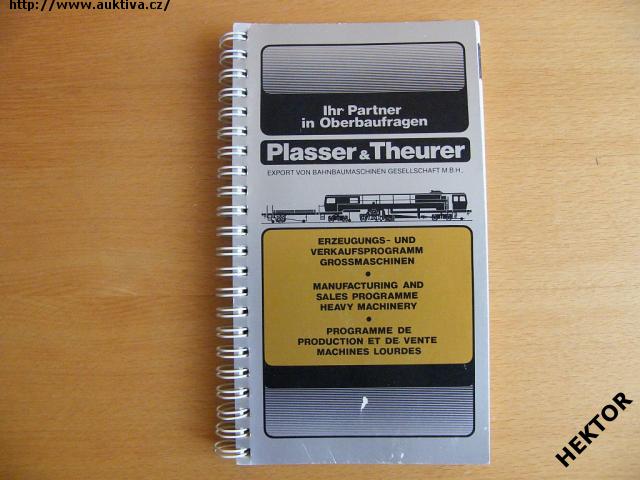 http://www.auktiva.cz/
Ihr Partner
in Oberbaufragen
Plasser & Theurer
EXPORT VON BAHNBAUMASCHINEN GESELLSCHAFT M.B.H.,
ERZEUGUNGS- UND
VERKAUFSPROGRAMM
GROSSMASCHINEN
•
MANUFACTURING AND
SALES PROGRAMME
HEAVY MACHINERY
•
PROGRAMME DE
PRODUCTION ET DE VENTE
MACHINES LOURDES
HEKTOR